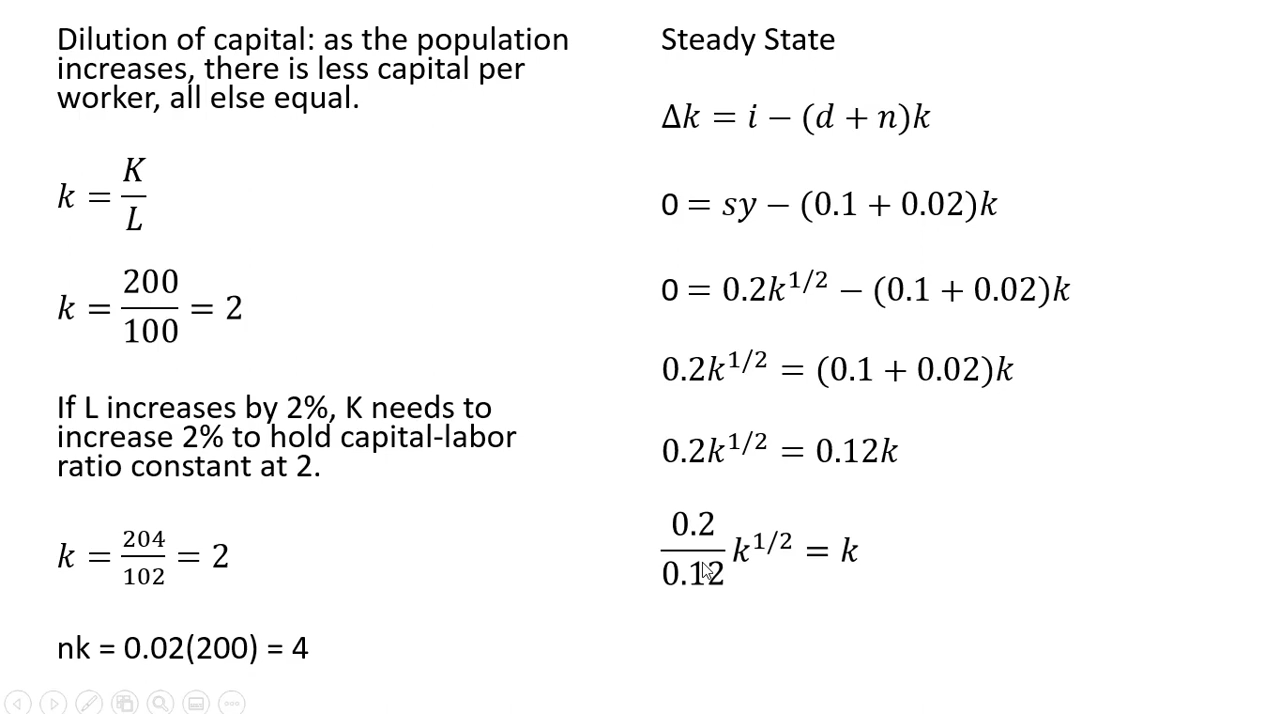 Dilution of capital: as the population
increases, there is less capital per
worker, all else equal.
k = K/L
k = 200/100 = 2
If L increases by 2%, K needs to
increase 2% to hold capital-labor
ratio constant at 2.
k = 204/102 = 2
nk = 0.02(200) = 4
Steady State
Δk = i − (d + n)k
0 = sy − (0.1 + 0.02)k
0 = 0.2k^1/2 − (0.1 + 0.02)k
0.2k^1/2 = (0.1 + 0.02)k
0.2k^1/2 = 0.12k
0.2/0.12 k^1/2 = k